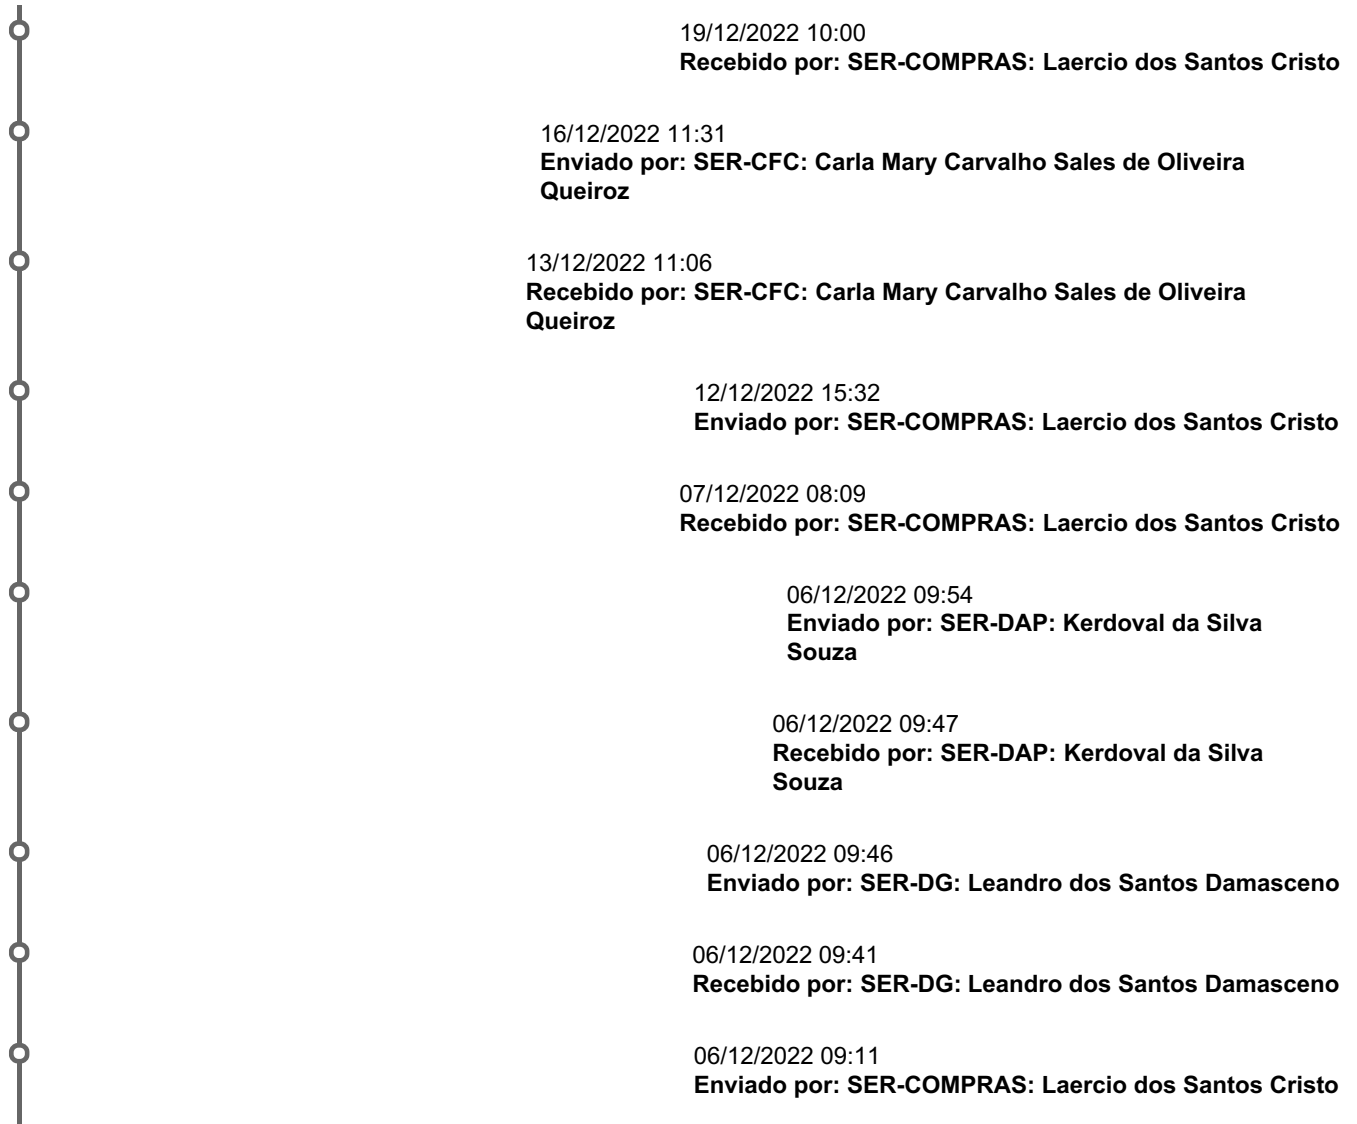 19/12/2022 10:00
Recebido por: SER-COMPRAS: Laercio dos Santos Cristo
16/12/2022 11:31
Enviado por: SER-CFC: Carla Mary Carvalho Sales de Oliveira
Queiroz
13/12/2022 11:06
Recebido por: SER-CFC: Carla Mary Carvalho Sales de Oliveira
Queiroz
12/12/2022 15:32
Enviado por: SER-COMPRAS: Laercio dos Santos Cristo
07/12/2022 08:09
Recebido por: SER-COMPRAS: Laercio dos Santos Cristo
06/12/2022 09:54
Enviado por: SER-DAP: Kerdoval da Silva
Souza
06/12/2022 09:47
Recebido por: SER-DAP: Kerdoval da Silva
Souza
06/12/2022 09:46
Enviado por: SER-DG: Leandro dos Santos Damasceno
06/12/2022 09:41
Recebido por: SER-DG: Leandro dos Santos Damasceno
06/12/2022 09:11
Enviado por: SER-COMPRAS: Laercio dos Santos Cristo